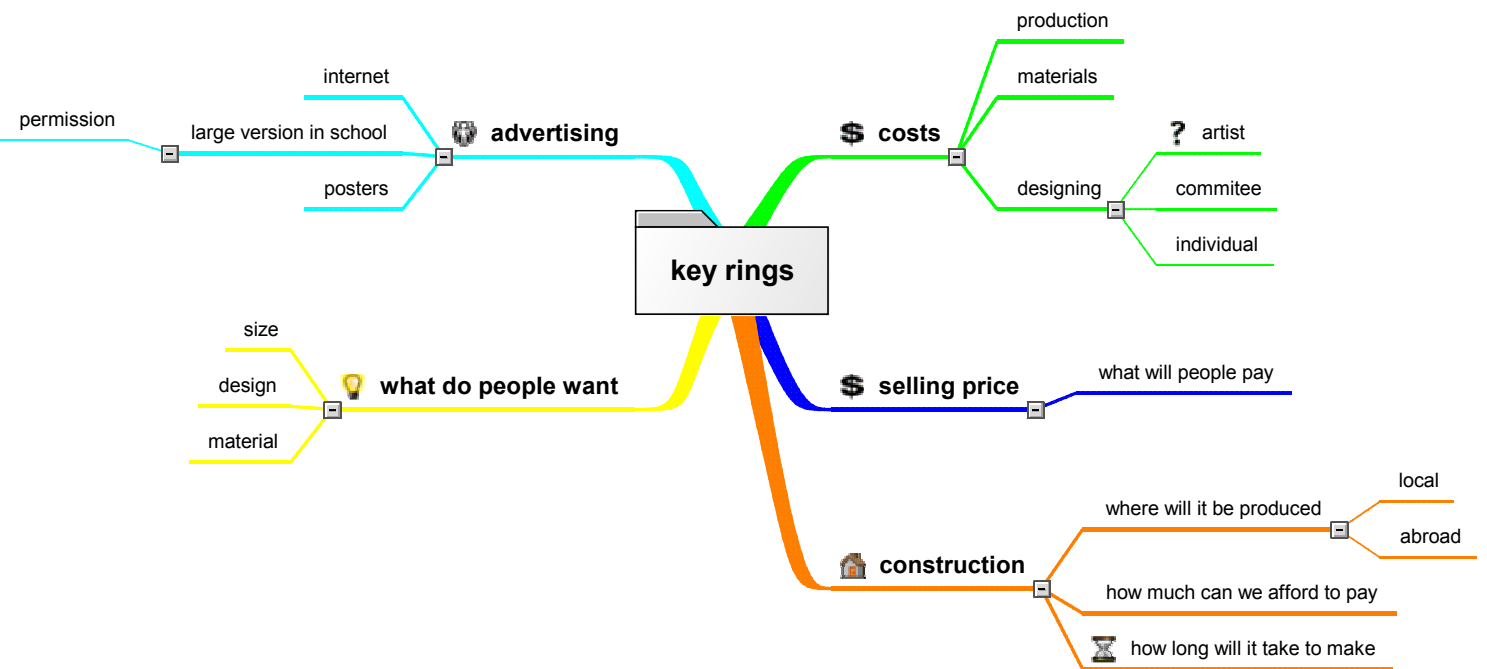 key rings
advertising
internet
large version in school
permission
posters
costs
production
materials
designing
? artist
commitee
individual
what do people want
size
design
material
$ selling price
what will people pay
construction
where will it be produced
local
abroad
how much can we afford to pay
how long will it take to make